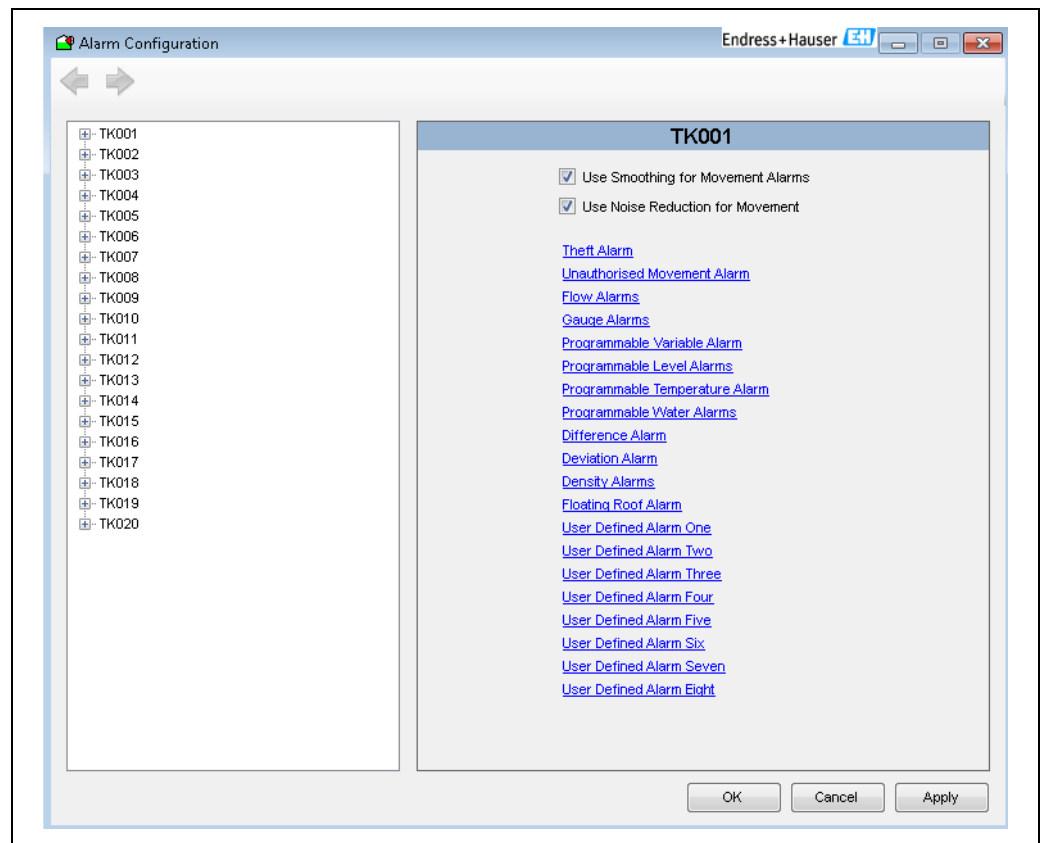 Alarm Configuration
Endress+Hauser EH
TK001
TK002
TK003
TK004
TK005
TK006
TK007
TK008
TK009
TK010
TK011
TK012
TK013
TK014
TK015
TK016
TK017
TK018
TK019
TK020
TK001
Use Smoothing for Movement Alarms
Use Noise Reduction for Movement
Theft Alarm
Unauthorised Movement Alarm
Flow Alarms
Gauge Alarms
Programmable Variable Alarm
Programmable Level Alarms
Programmable Temperature Alarm
Programmable Water Alarms
Difference Alarm
Deviation Alarm
Density Alarms
Floating Roof Alarm
User Defined Alarm One
User Defined Alarm Two
User Defined Alarm Three
User Defined Alarm Four
User Defined Alarm Five
User Defined Alarm Six
User Defined Alarm Seven
User Defined Alarm Eight
OK
Cancel
Apply